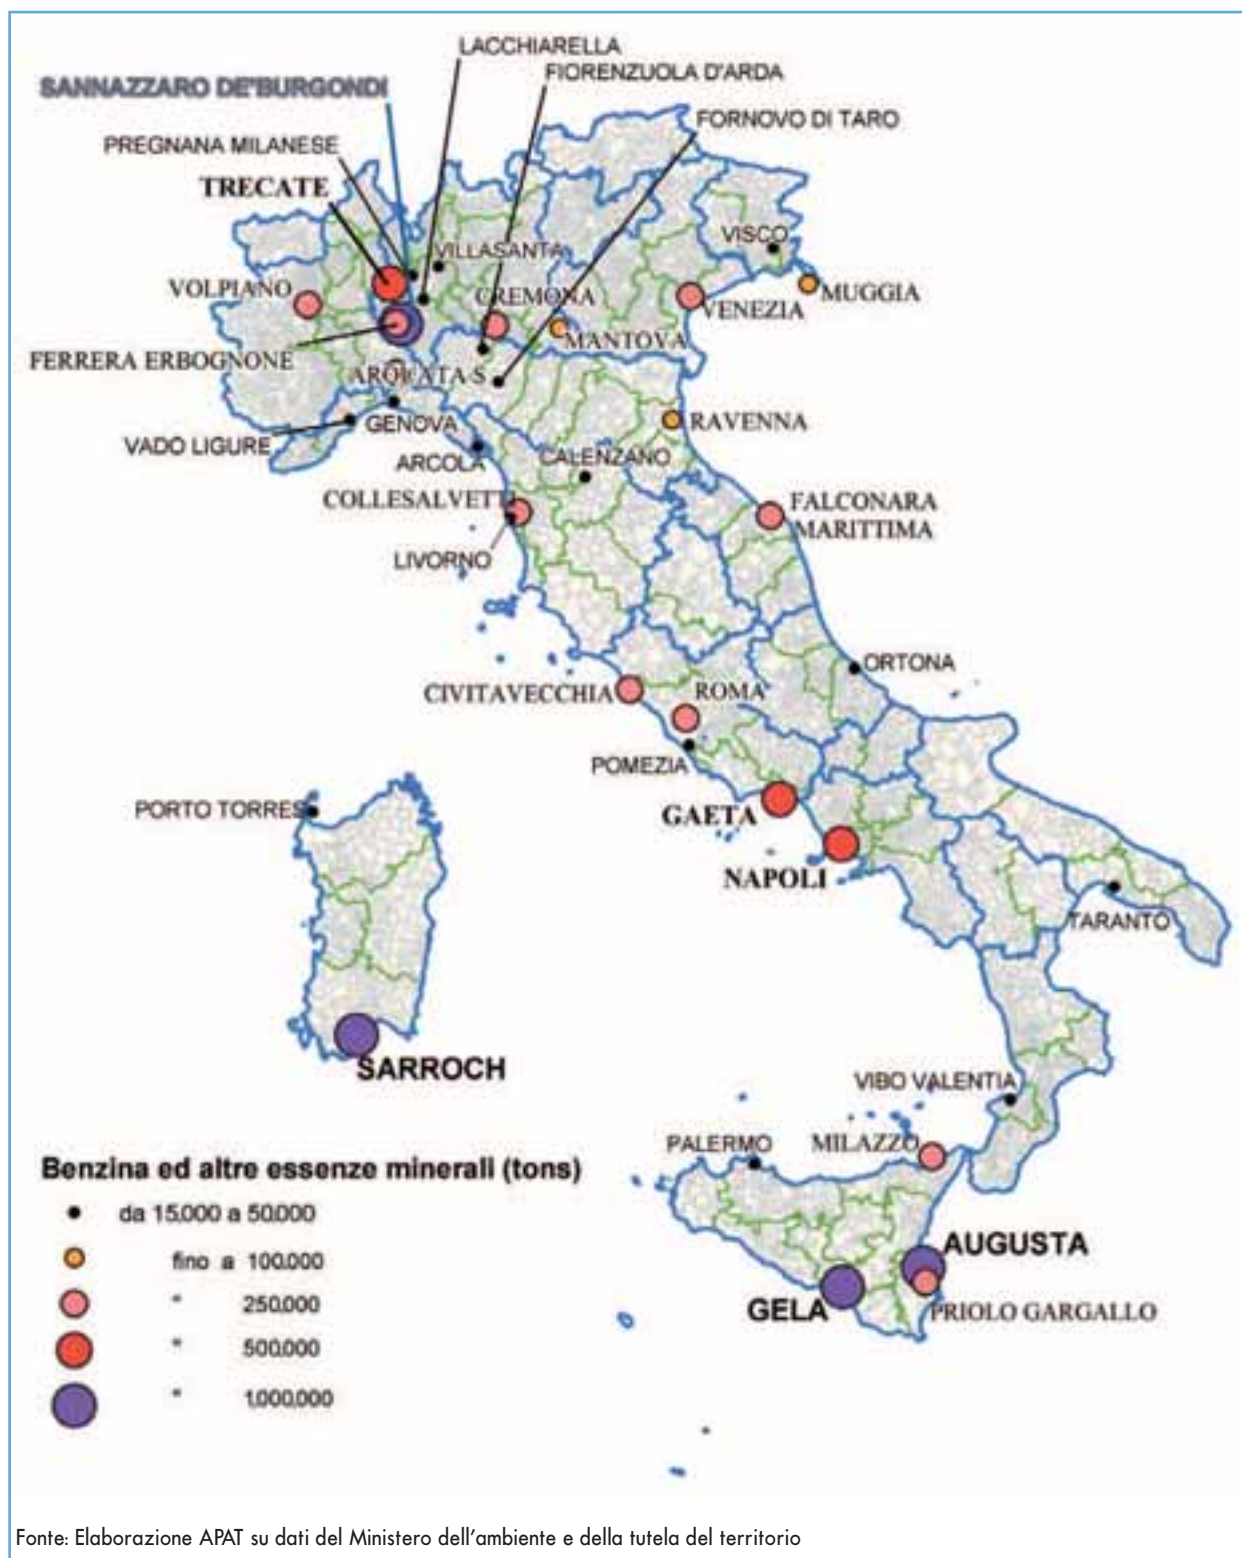 LACCHIARELLA
FIORENZUOLA D'ARDA
SANNAZZARO DE'BURGONDI
FORNOVO DI TARO
PREGNANA MILANESE
TRECATE
VISCO
VILLASANTA
VOLPIANO
CREMONA
VENEZIA
MUGGIA
MANTOVA
FERRERA ERBOGNONE
RAVENNA
GENOVA
VADO LIGURE
ARCOLA
CALENZANO
COLLESALVETTI
FALCONARA
MARITTIMA
LIVORNO
ORTONA
CIVITAVECCHIA
ROMA
POMEZIA
PORTO TORRES
GAETA
NAPOLI
TARANTO
SARROCH
VIBO VALENTIA
PALERMO
MILAZZO
AUGUSTA
GELA
PRIOLO GARGALLO
Benzina ed altre essenze minerali (tons)
da 15.000 a 50.000
fino a 100.000
" 250.000
" 500.000
" 1.000.000
Fonte: Elaborazione APAT su dati del Ministero dell'ambiente e della tutela del territorio